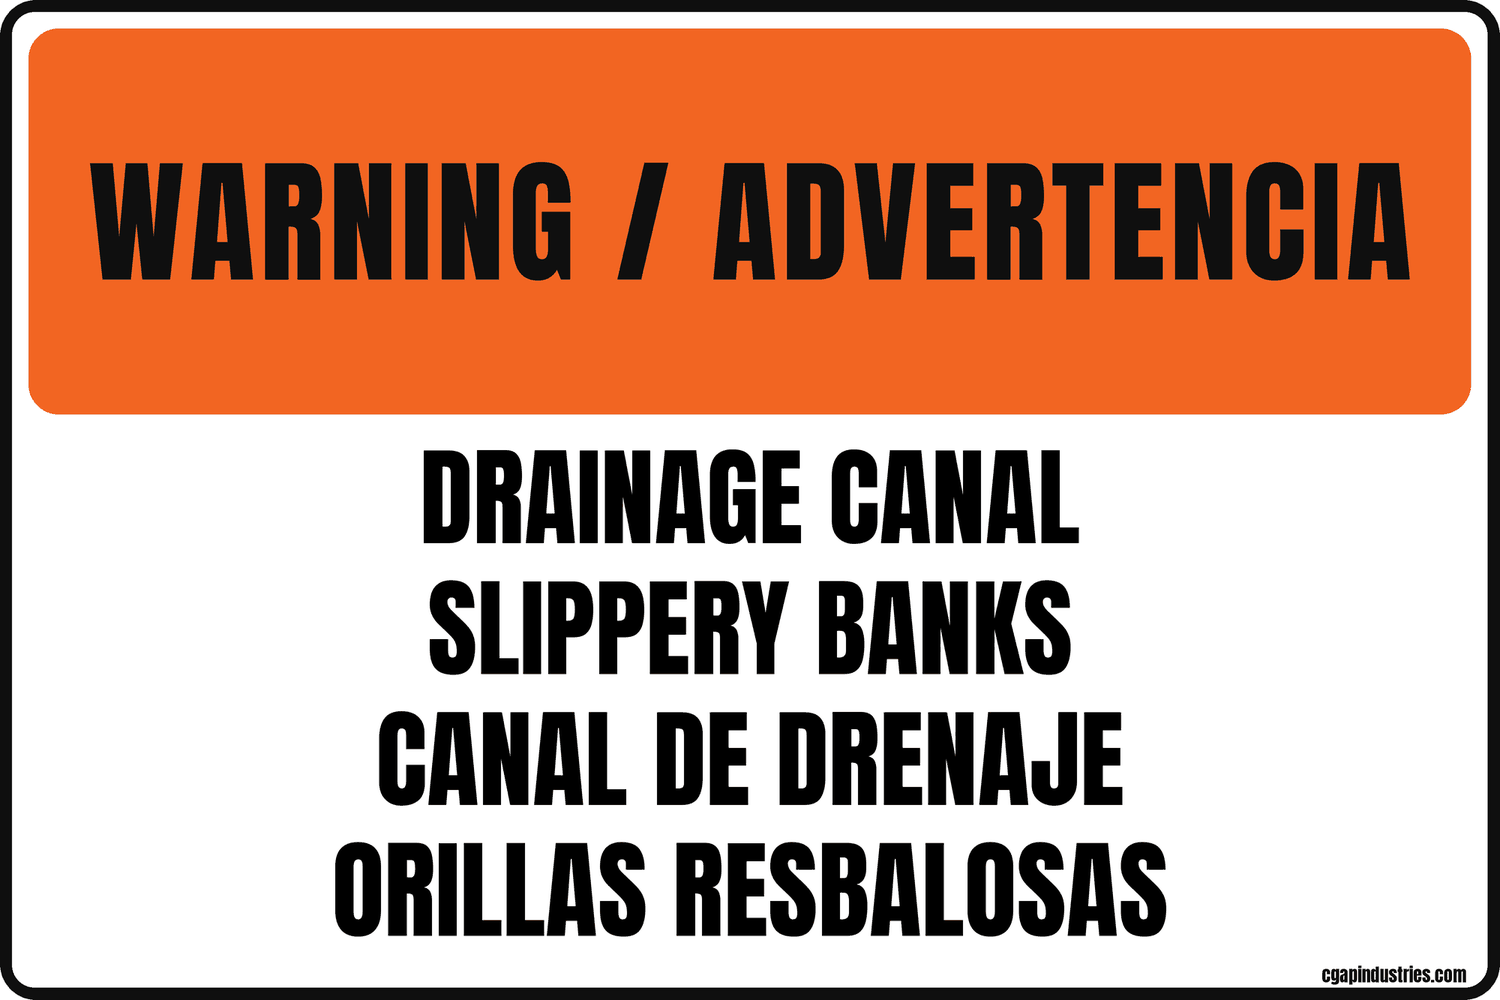 WARNING / ADVERTENCIA
DRAINAGE CANAL
SLIPPERY BANKS
CANAL DE DRENAJE
ORILLAS RESBALOSAS
cgapindustries.com